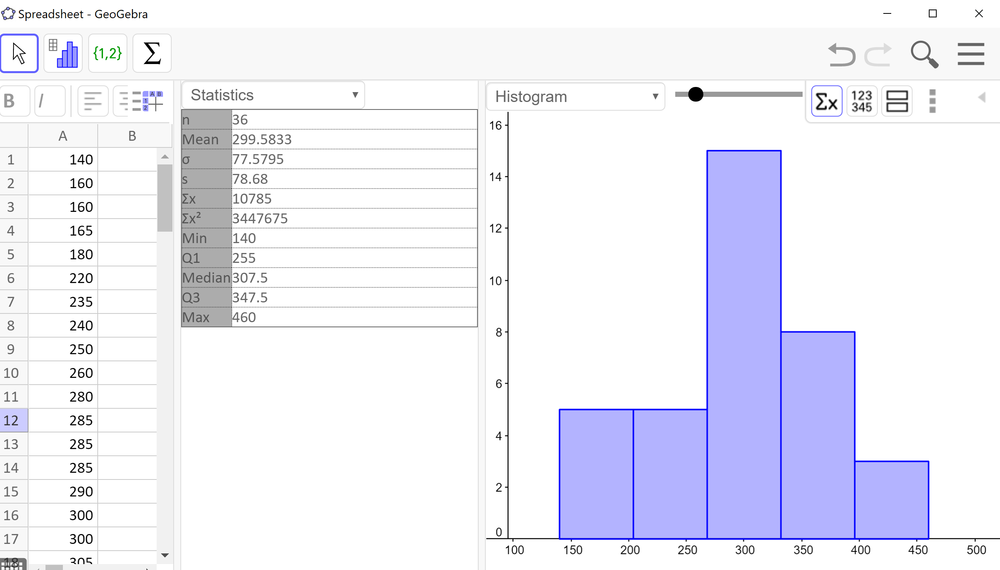 Spreadsheet - GeoGebra
{1,2} Σ
B I A B 1 2
Statistics ▼
Histogram ▼
Σx 123 345
A B
1 140
2 160
3 160
4 165
5 180
6 220
7 235
8 240
9 250
10 260
11 280
12 285
13 285
14 285
15 290
16 300
17 300
18 305
n 36
Mean 299.5833
σ 77.5795
s 78.68
Σx 10785
Σx² 3447675
Min 140
Q1 255
Median 307.5
Q3 347.5
Max 460
16
14
12
10
8
6
4
2
0
100 150 200 250 300 350 400 450 500